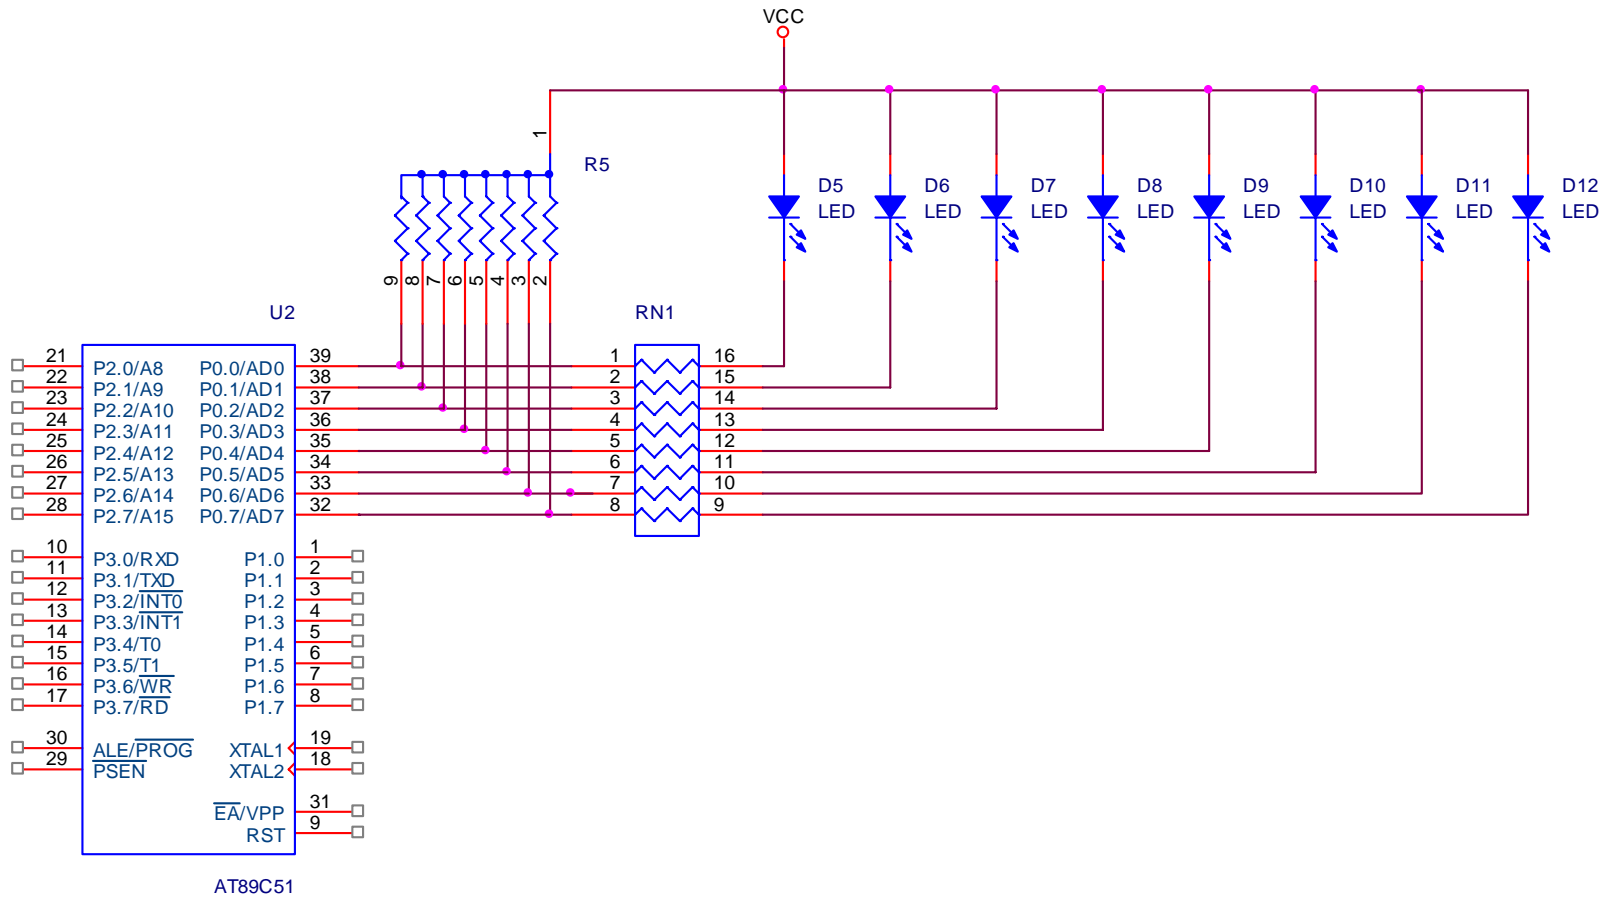 VCC
1
R5
D5
LED
D6
LED
D7
LED
D8
LED
D9
LED
D10
LED
D11
LED
D12
LED
9 8 7 6 5 4 3 2
U2
RN1
21 P2.0/A8 P0.0/AD0 39 1 16
22 P2.1/A9 P0.1/AD1 38 2 15
23 P2.2/A10 P0.2/AD2 37 3 14
24 P2.3/A11 P0.3/AD3 36 4 13
25 P2.4/A12 P0.4/AD4 35 5 12
26 P2.5/A13 P0.5/AD5 34 6 11
27 P2.6/A14 P0.6/AD6 33 7 10
28 P2.7/A15 P0.7/AD7 32 8 9
10 P3.0/RXD P1.0 1
11 P3.1/TXD P1.1 2
12 P3.2/INT0 P1.2 3
13 P3.3/INT1 P1.3 4
14 P3.4/T0 P1.4 5
15 P3.5/T1 P1.5 6
16 P3.6/WR P1.6 7
17 P3.7/RD P1.7 8
30 ALE/PROG XTAL1 19
29 PSEN XTAL2 18
EA/VPP 31
RST 9
AT89C51